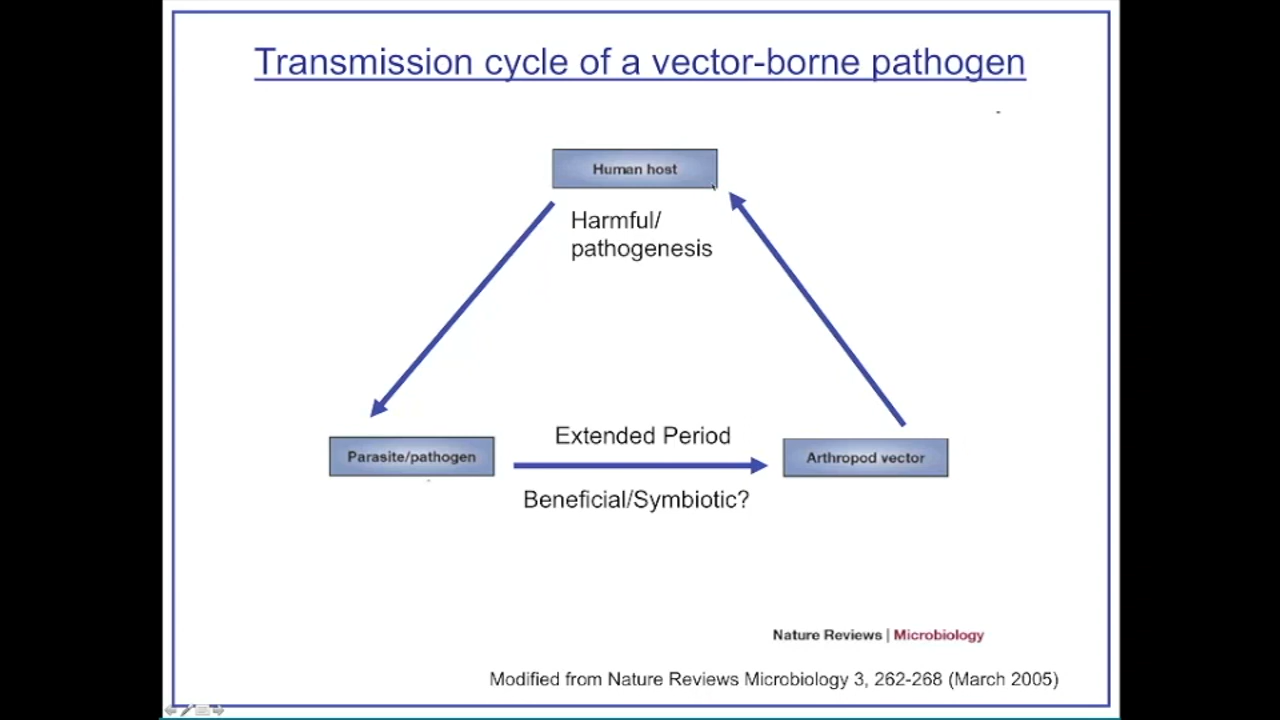 Transmission cycle of a vector-borne pathogen
Human host
Harmful/
pathogenesis
Extended Period
Parasite/pathogen
Arthropod vector
Beneficial/Symbiotic?
Nature Reviews | Microbiology
Modified from Nature Reviews Microbiology 3, 262-268 (March 2005)